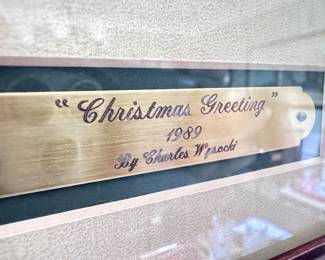 "Christmas Greeting"
1989
By Charles Wysocki